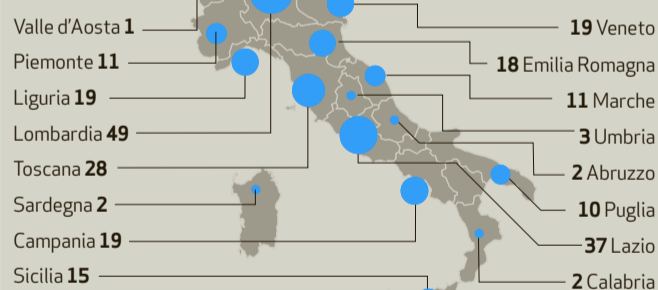 Valle d'Aosta 1
Piemonte 11
Liguria 19
Lombardia 49
Toscana 28
Sardegna 2
Campania 19
Sicilia 15
19 Veneto
18 Emilia Romagna
11 Marche
3 Umbria
2 Abruzzo
10 Puglia
37 Lazio
2 Calabria